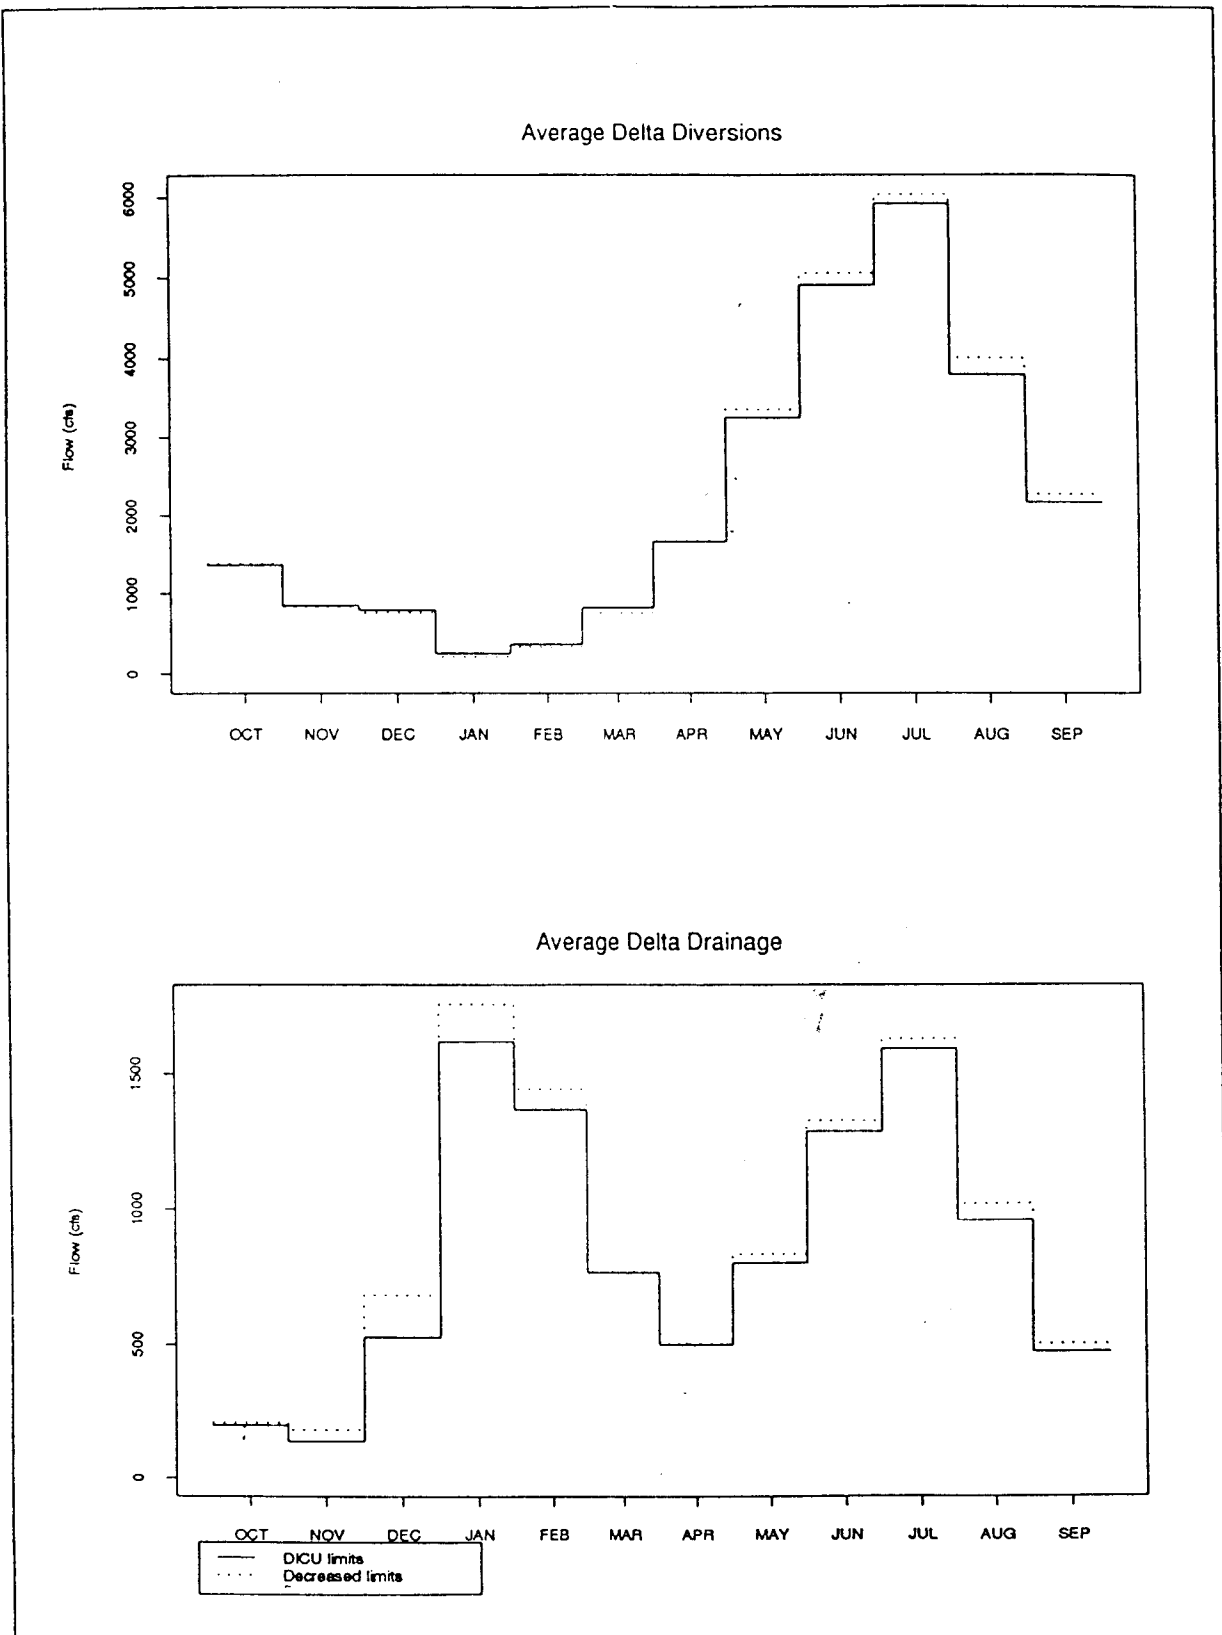 Average Delta Diversions
Flow (cfs)
6000
5000
4000
3000
2000
1000
0
OCT NOV DEC JAN FEB MAR APR MAY JUN JUL AUG SEP
Average Delta Drainage
Flow (cfs)
1500
1000
500
0
OCT NOV DEC JAN FEB MAR APR MAY JUN JUL AUG SEP
DICU limits
Decreased limits